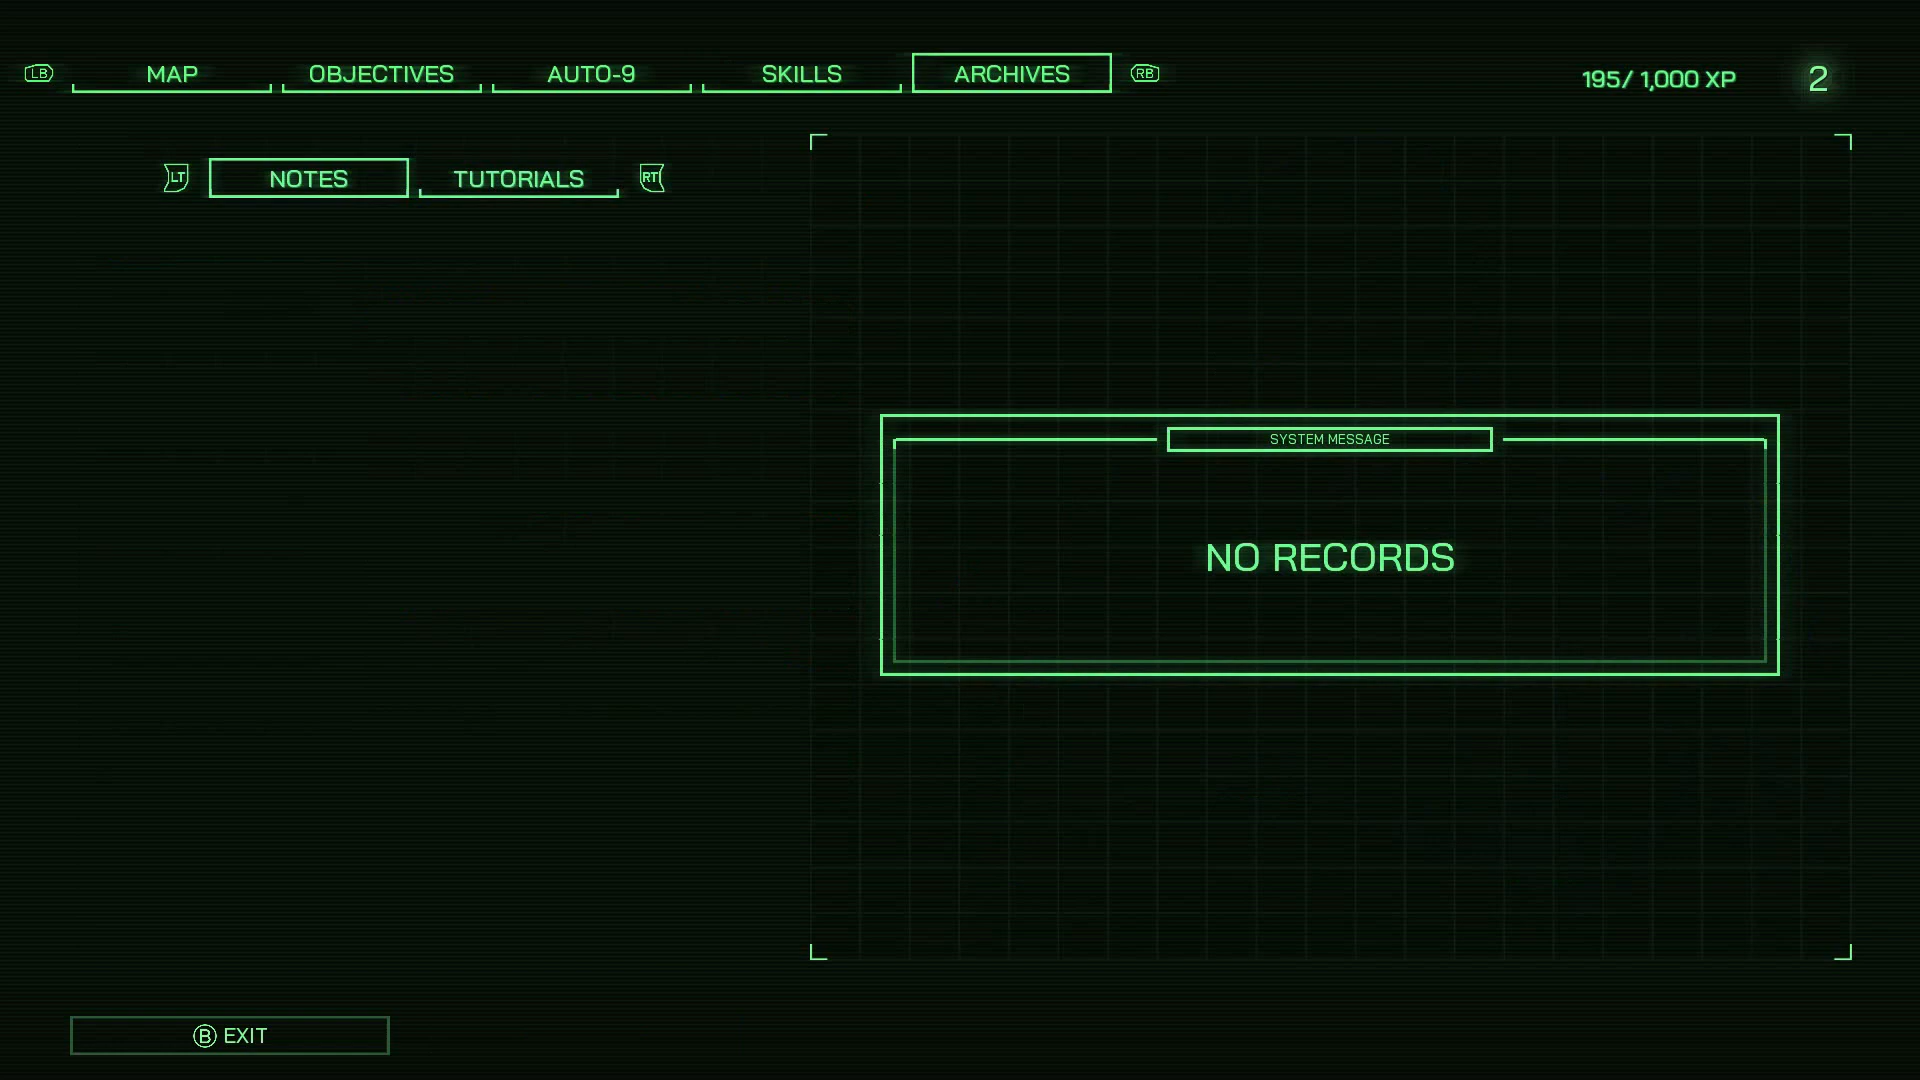 LB MAP OBJECTIVES AUTO-9 SKILLS ARCHIVES RB 195/ 1,000 XP 2
LT NOTES TUTORIALS RT
SYSTEM MESSAGE
NO RECORDS
B EXIT